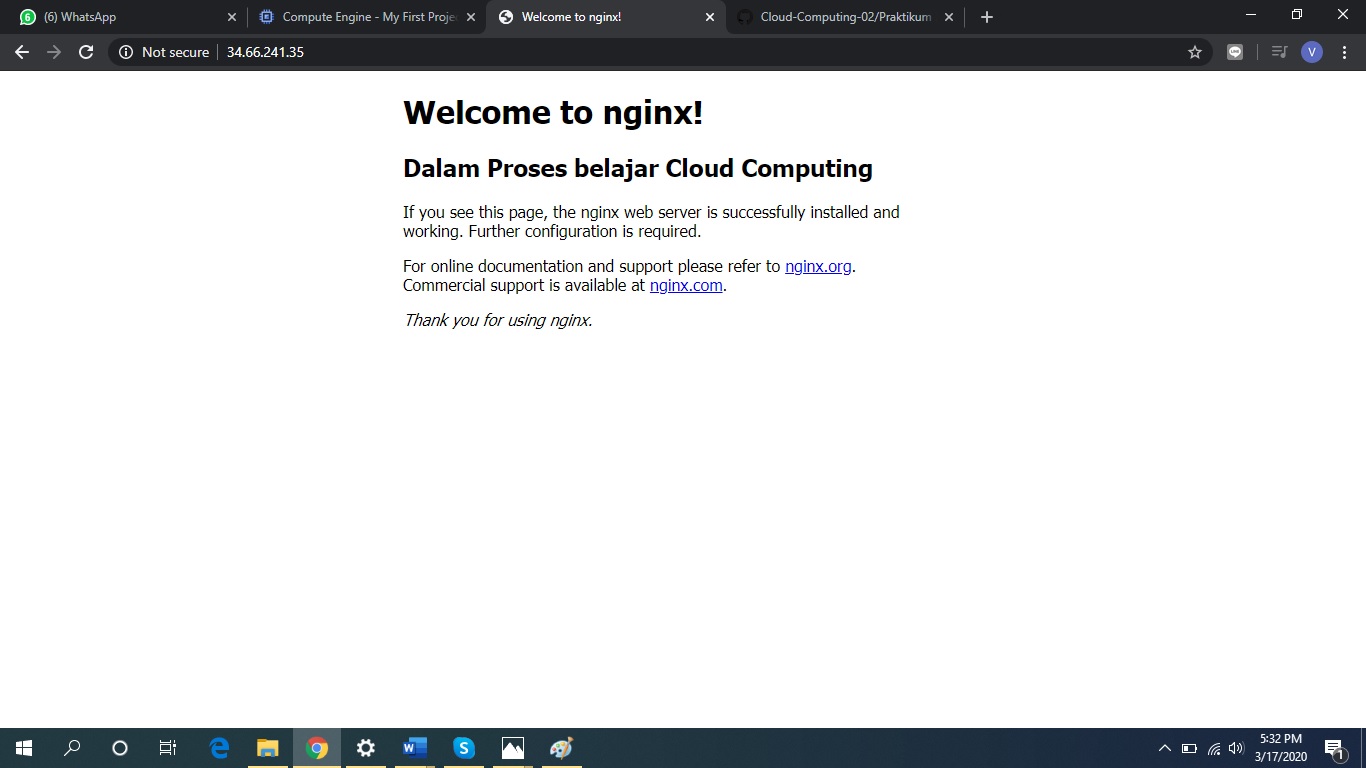 6
(6) WhatsApp
Compute Engine - My First Proje
Welcome to nginx!
Cloud-Computing-02/Praktikum
Not secure
34.66.241.35
V
Welcome to nginx!
Dalam Proses belajar Cloud Computing
If you see this page, the nginx web server is successfully installed and
working. Further configuration is required.
For online documentation and support please refer to nginx.org.
Commercial support is available at nginx.com.
Thank you for using nginx.
5:32 PM
3/17/2020
1